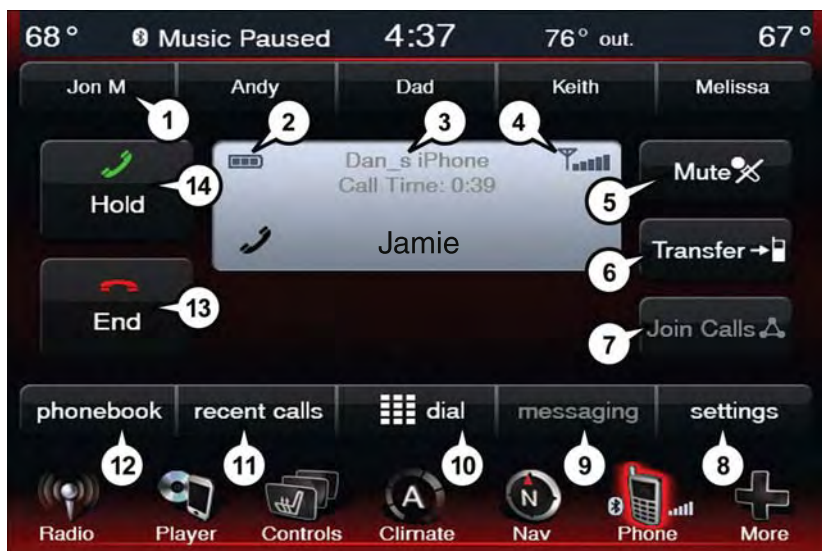 68° Music Paused 4:37 76° out. 67°
Jon M Andy Dad Keith Melissa
1 2 3 4
Dan_s iPhone
Call Time: 0:39
Hold 14
Mute 5
Jamie
Transfer 6
End 13
Join Calls 7
phonebook recent calls dial messaging settings
12 11 10 9 8
A N
Radio Player Controls Climate Nav Phone More